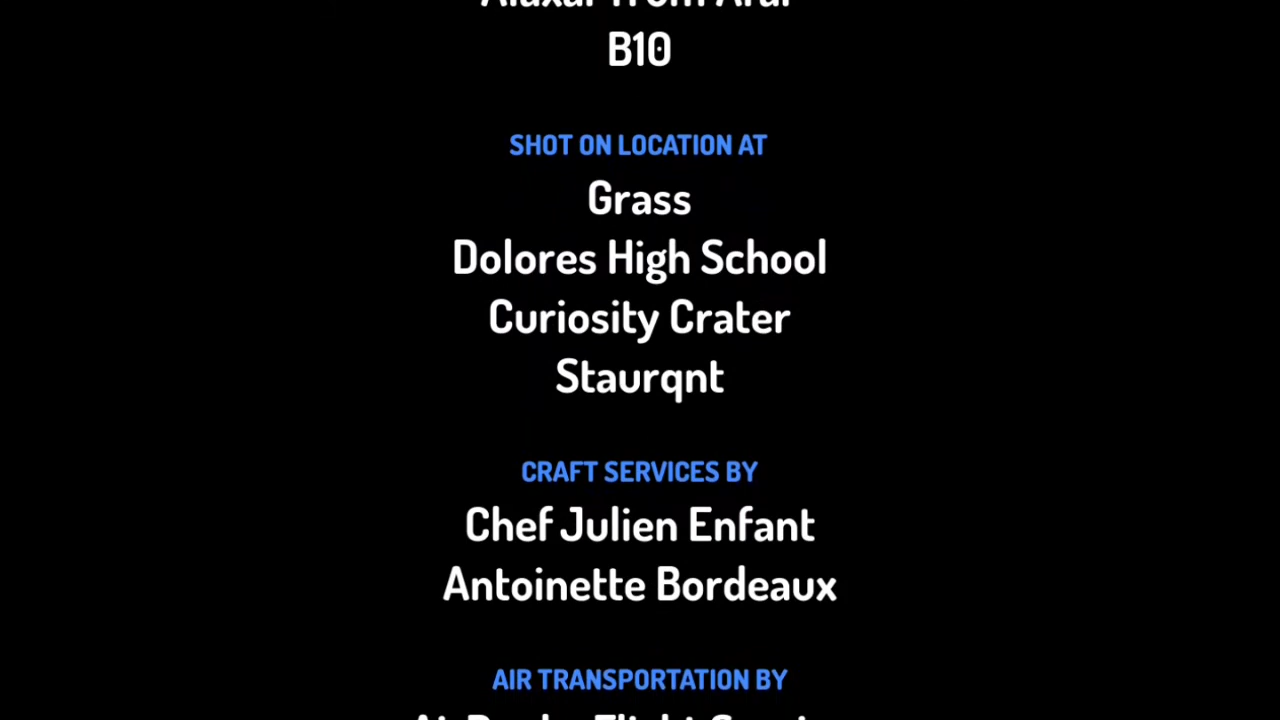 B10
SHOT ON LOCATION AT
Grass
Dolores High School
Curiosity Crater
Staurqnt
CRAFT SERVICES BY
Chef Julien Enfant
Antoinette Bordeaux
AIR TRANSPORTATION BY